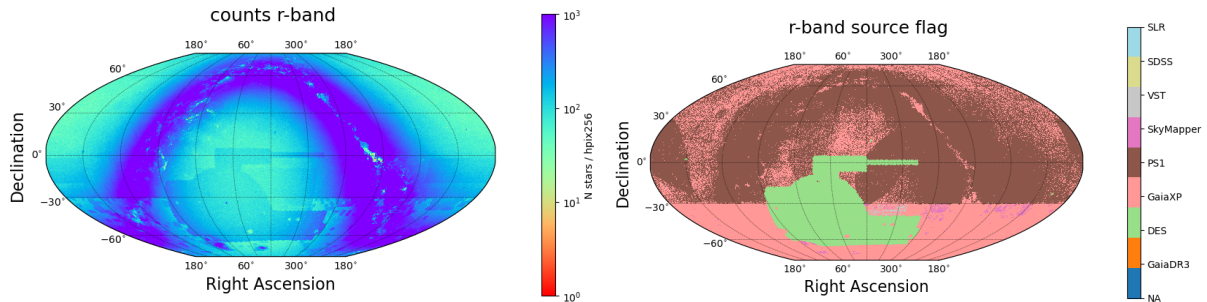 counts r-band
180° 60° 300° 180°
60°
30°
0°
−30°
−60°
180° 60° 300° 180°
Declination
Right Ascension
10³
10²
10¹
10⁰
N stars / hpix256
r-band source flag
180° 60° 300° 180°
60°
30°
0°
−30°
−60°
180° 60° 300° 180°
Declination
Right Ascension
SLR
SDSS
VST
SkyMapper
PS1
GaiaXP
DES
GaiaDR3
NA